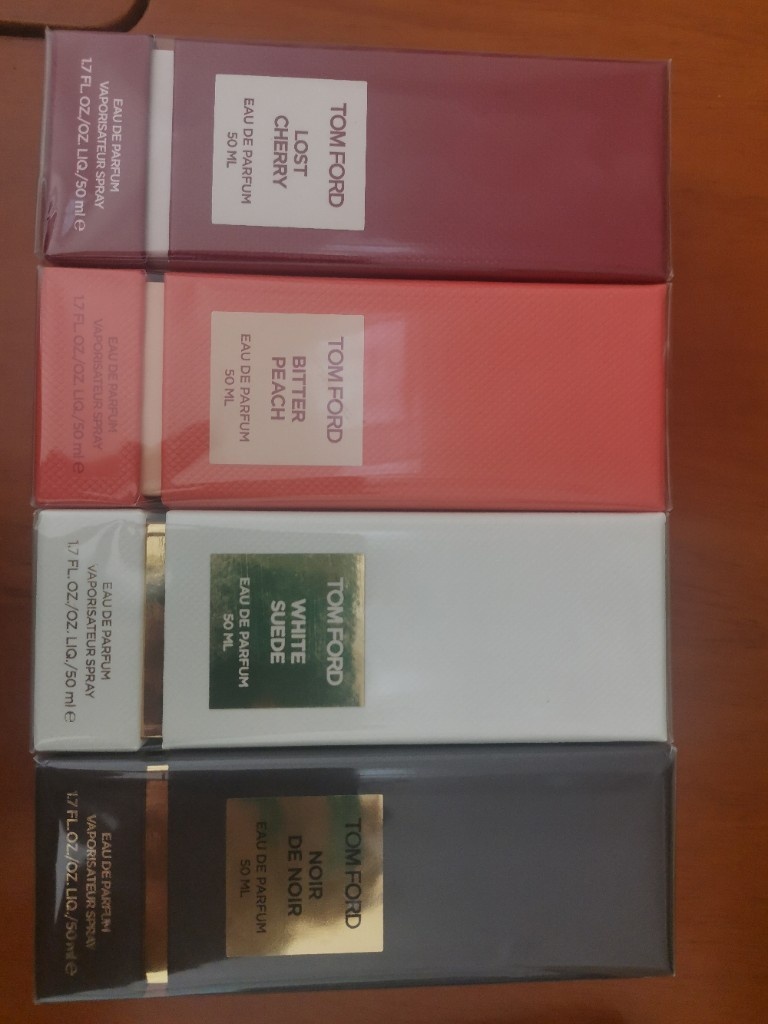 TOM FORD
LOST
CHERRY
EAU DE PARFUM
50 ML
EAU DE PARFUM
VAPORISATEUR SPRAY
1.7 FL. OZ./OZ. LIQ./50 ml e
TOM FORD
BITTER
PEACH
EAU DE PARFUM
50 ML
EAU DE PARFUM
VAPORISATEUR SPRAY
1.7 FL. OZ./OZ. LIQ./50 ml e
TOM FORD
WHITE
SUEDE
EAU DE PARFUM
50 ML
EAU DE PARFUM
VAPORISATEUR SPRAY
1.7 FL. OZ./OZ. LIQ./50 ml e
TOM FORD
NOIR
DE NOIR
EAU DE PARFUM
50 ML
EAU DE PARFUM
VAPORISATEUR SPRAY
1.7 FL. OZ./OZ. LIQ./50 ml e